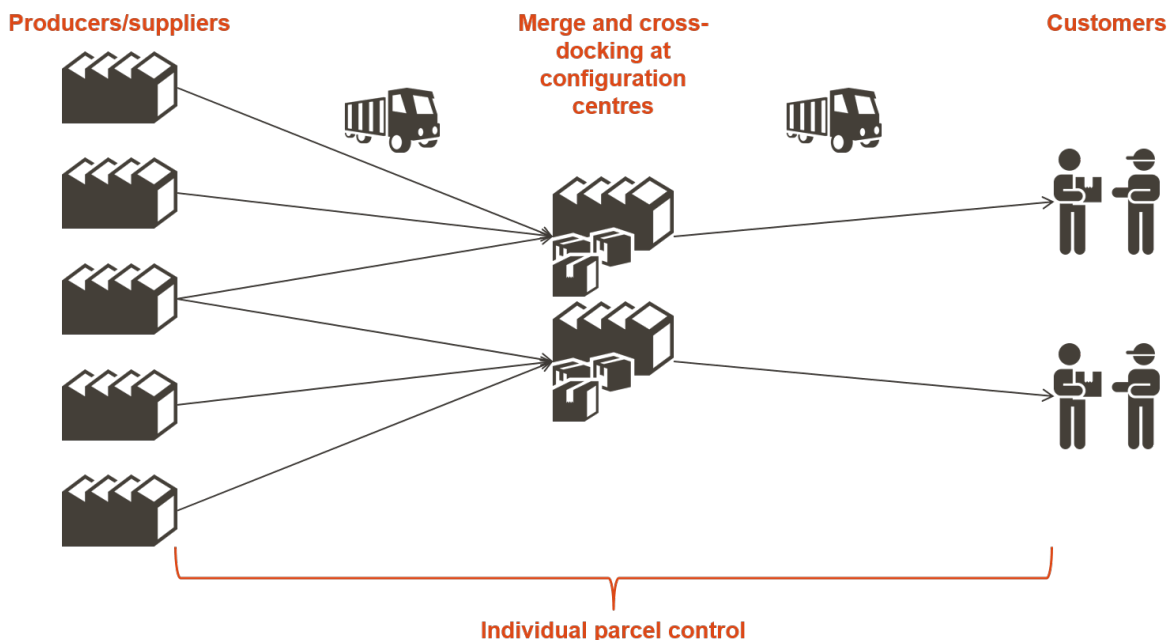 Producers/suppliers
Merge and cross-
docking at
configuration
centres
Customers
Individual parcel control